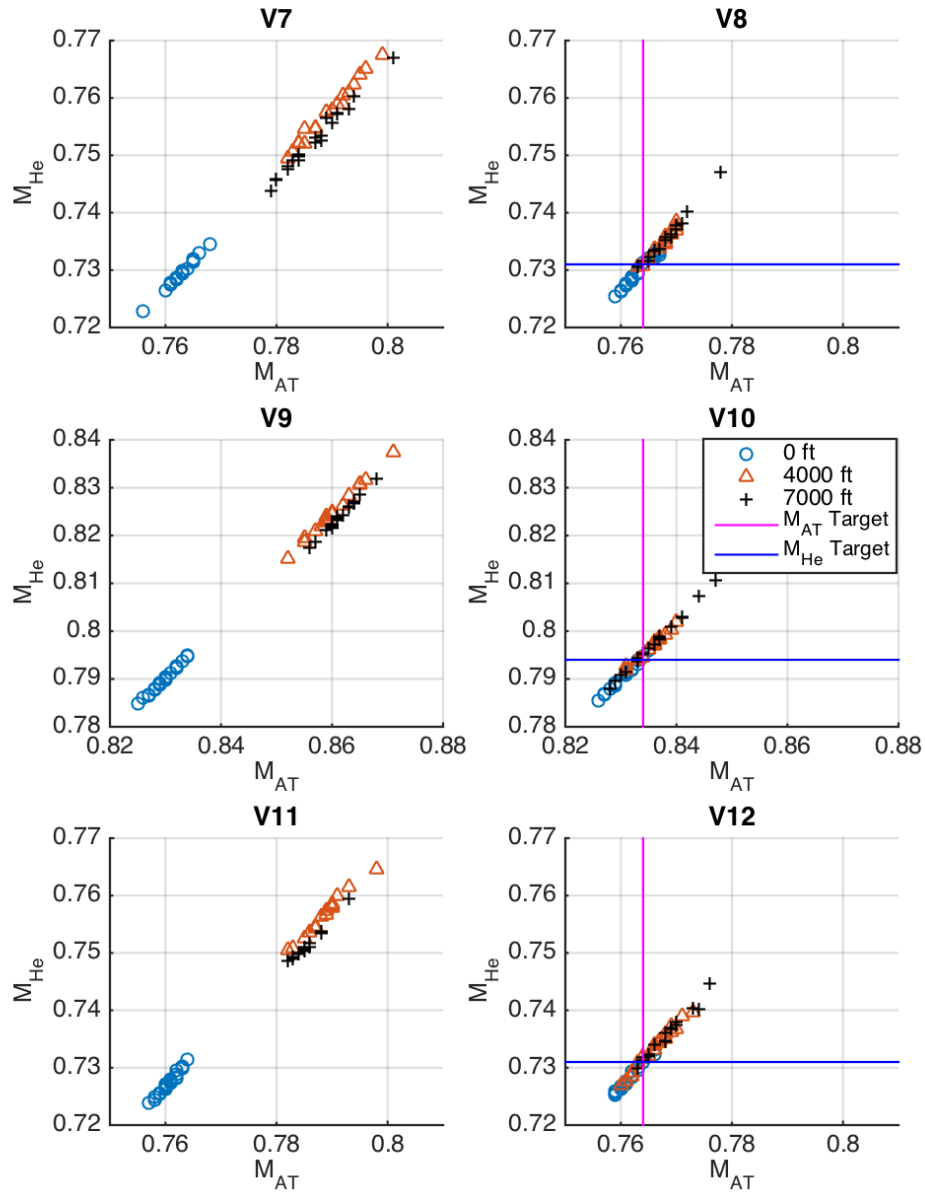 V7
0.77
0.76
0.75
0.74
0.73
0.72
M_He
0.76 0.78 0.8
M_AT
V8
0.77
0.76
0.75
0.74
0.73
0.72
M_He
0.76 0.78 0.8
M_AT
V9
0.84
0.83
0.82
0.81
0.8
0.79
0.78
M_He
0.82 0.84 0.86 0.88
M_AT
V10
0.84
0.83
0.82
0.81
0.8
0.79
0.78
M_He
0 ft
4000 ft
7000 ft
M_AT Target
M_He Target
0.82 0.84 0.86 0.88
M_AT
V11
0.77
0.76
0.75
0.74
0.73
0.72
M_He
0.76 0.78 0.8
M_AT
V12
0.77
0.76
0.75
0.74
0.73
0.72
M_He
0.76 0.78 0.8
M_AT